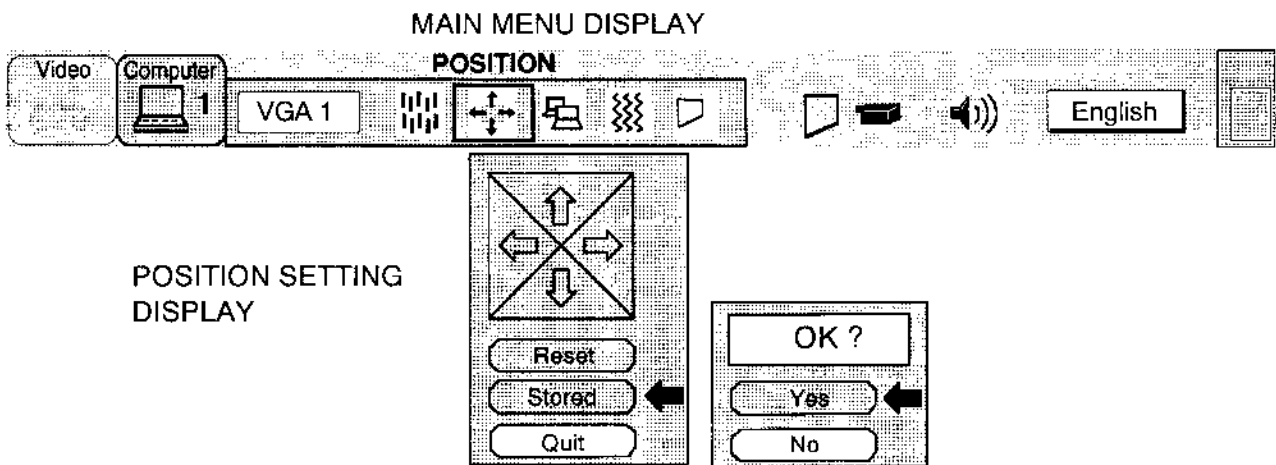 MAIN MENU DISPLAY
POSITION
Video
Computer
1
VGA 1
English
POSITION SETTING
DISPLAY
Reset
Stored
Quit
OK ?
Yes
No